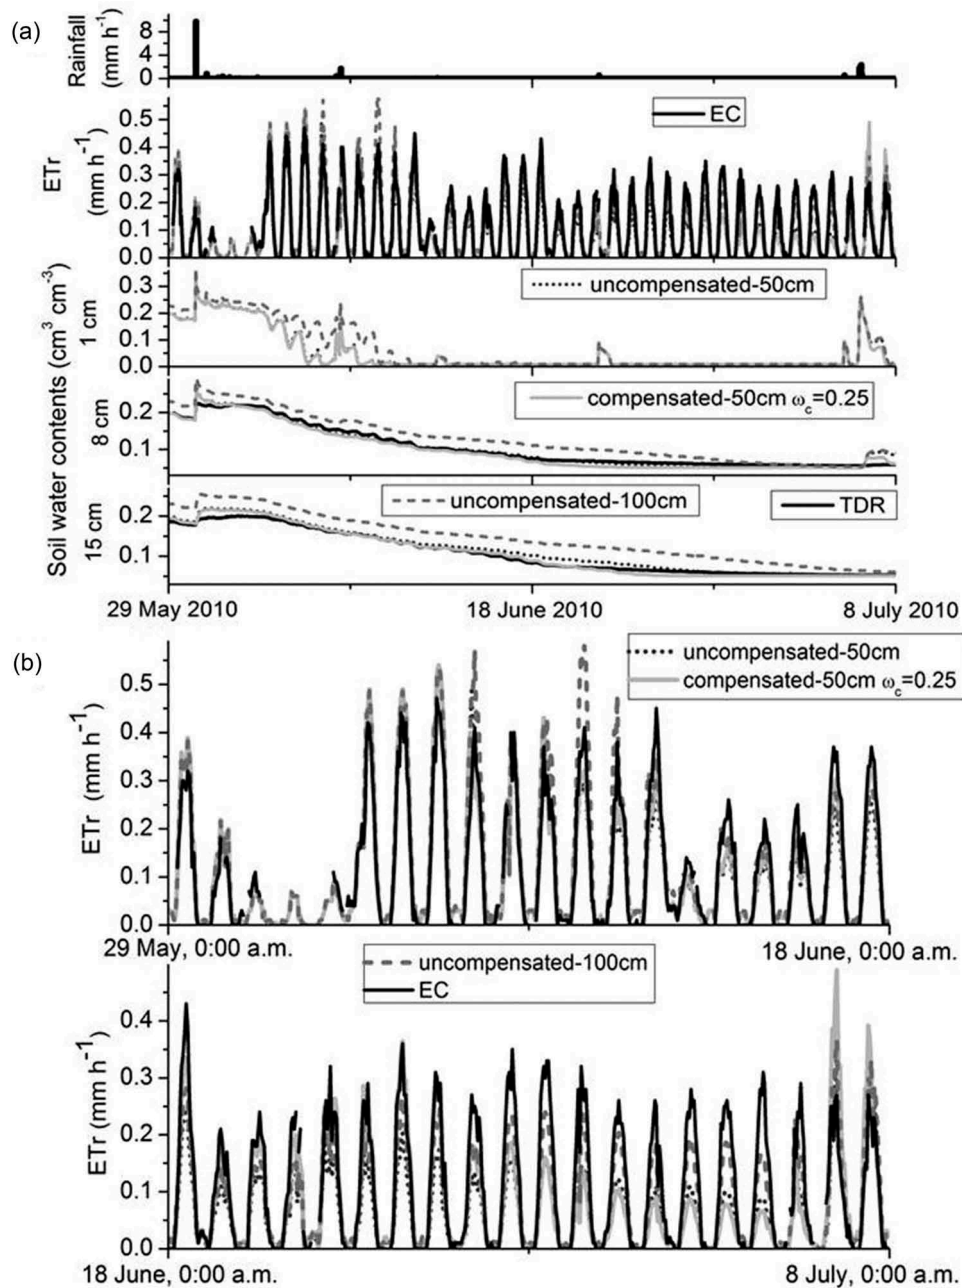 (a)
Rainfall
(mm h⁻¹)
8
4
0
EC
ETr
(mm h⁻¹)
0.5
0.4
0.3
0.2
0.1
0.0
Soil water contents (cm³ cm⁻³)
1 cm
0.3
0.2
0.1
0.0
uncompensated-50cm
8 cm
0.2
0.1
compensated-50cm ω_c=0.25
15 cm
0.2
0.1
uncompensated-100cm
TDR
29 May 2010
18 June 2010
8 July 2010
(b)
uncompensated-50cm
compensated-50cm ω_c=0.25
ETr (mm h⁻¹)
0.5
0.4
0.3
0.2
0.1
0.0
29 May, 0:00 a.m.
18 June, 0:00 a.m.
uncompensated-100cm
EC
ETr (mm h⁻¹)
0.4
0.3
0.2
0.1
0.0
18 June, 0:00 a.m.
8 July, 0:00 a.m.